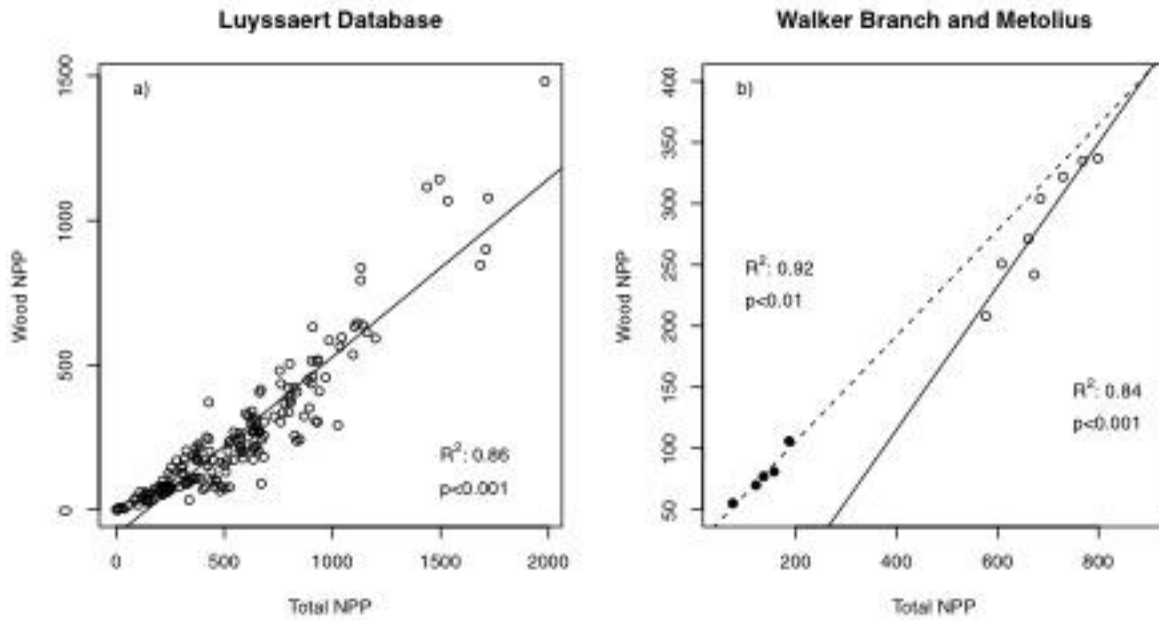 Luyssaert Database
a)
Wood NPP
1500
1000
500
0
R²: 0.86
p<0.001
0 500 1000 1500 2000
Total NPP
Walker Branch and Metolius
b)
Wood NPP
400
350
300
250
200
150
100
50
R²: 0.92
p<0.01
R²: 0.84
p<0.001
200 400 600 800
Total NPP